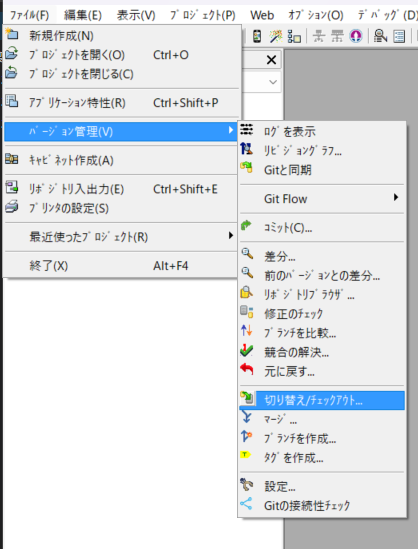 ﾌｧｲﾙ(F) 編集(E) 表示(V) ﾌﾟﾛｼﾞｪｸﾄ(P) Web ｵﾌﾟｼｮﾝ(O) ﾃﾞﾊﾞｯｸﾞ(D)
新規作成(N)
ﾌﾟﾛｼﾞｪｸﾄを開く(O) Ctrl+O
ﾌﾟﾛｼﾞｪｸﾄを閉じる(C)
ｱﾌﾟﾘｹｰｼｮﾝ特性(R) Ctrl+Shift+P
ﾊﾞｰｼﾞｮﾝ管理(V)
ｷｬﾋﾞﾈｯﾄ作成(A)
ﾘﾎﾟｼﾞﾄﾘ入出力(E) Ctrl+Shift+E
ﾌﾟﾘﾝﾀの設定(S)
最近使ったﾌﾟﾛｼﾞｪｸﾄ(R)
終了(X) Alt+F4
ﾛｸﾞを表示
ﾘﾋﾞｼﾞｮﾝｸﾞﾗﾌ...
Gitと同期
Git Flow
ｺﾐｯﾄ(C)...
差分...
前のﾊﾞｰｼﾞｮﾝとの差分...
ﾘﾎﾟｼﾞﾄﾘﾌﾞﾗｳｻﾞ...
修正のﾁｪｯｸ
ﾌﾞﾗﾝﾁを比較...
競合の解決...
元に戻す...
切り替え/ﾁｪｯｸｱｳﾄ...
ﾏｰｼﾞ...
ﾌﾞﾗﾝﾁを作成...
ﾀｸﾞを作成...
設定...
Gitの接続性ﾁｪｯｸ